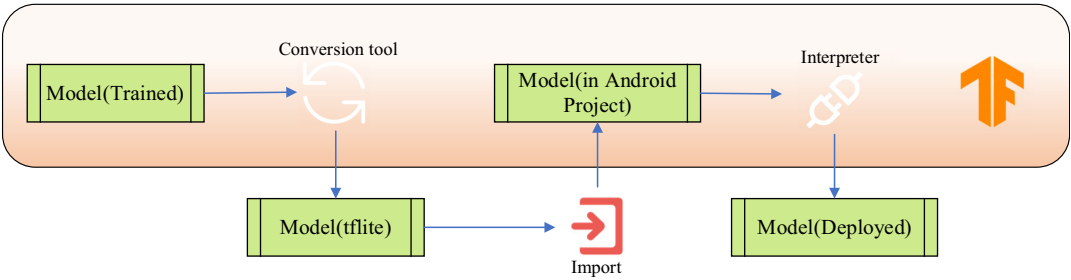 Conversion tool
Interpreter
Model(Trained)
Model(in Android
Project)
Model(tflite)
Model(Deployed)
Import